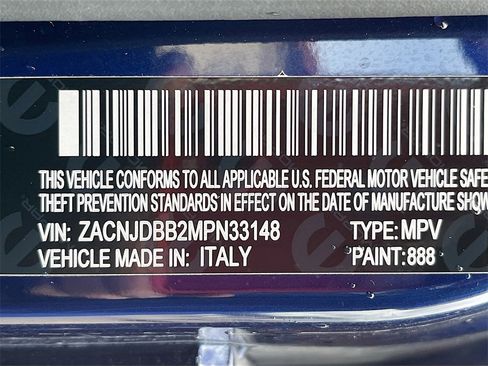 THIS VEHICLE CONFORMS TO ALL APPLICABLE U.S. FEDERAL MOTOR VEHICLE SAFE
THEFT PREVENTION STANDARDS IN EFFECT ON THE DATE OF MANUFACTURE SHOW
VIN: ZACNJDBB2MPN33148 TYPE: MPV
VEHICLE MADE IN: ITALY PAINT: 888